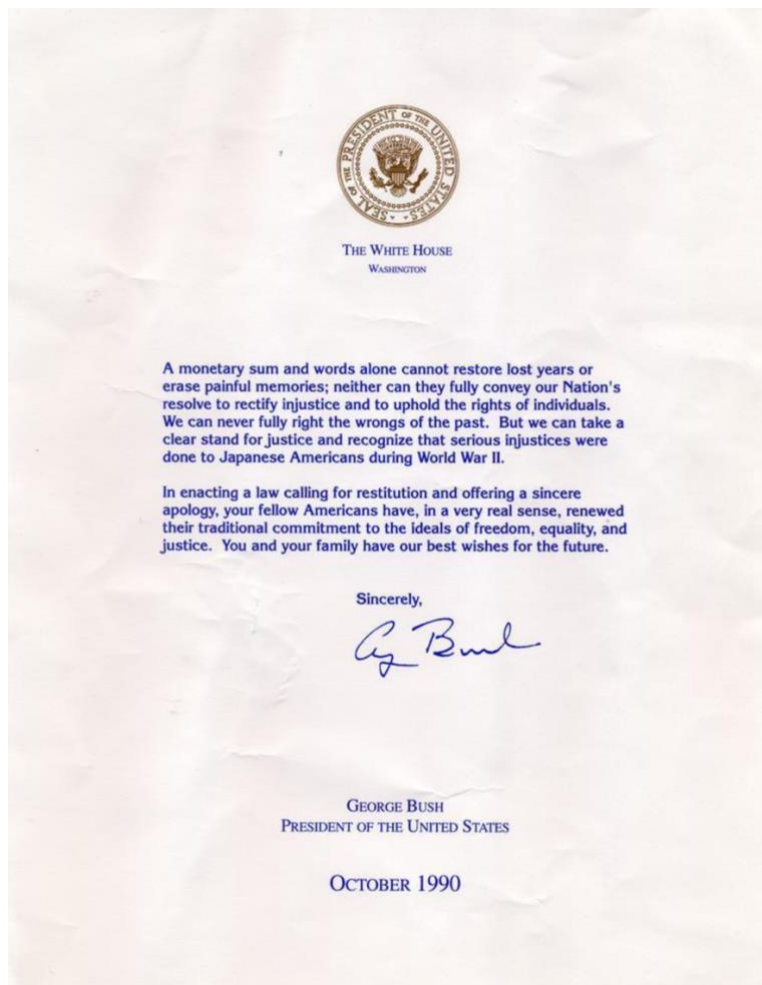 SEAL OF THE PRESIDENT OF THE UNITED STATES
THE WHITE HOUSE
WASHINGTON
A monetary sum and words alone cannot restore lost years or
erase painful memories; neither can they fully convey our Nation's
resolve to rectify injustice and to uphold the rights of individuals.
We can never fully right the wrongs of the past. But we can take a
clear stand for justice and recognize that serious injustices were
done to Japanese Americans during World War II.
In enacting a law calling for restitution and offering a sincere
apology, your fellow Americans have, in a very real sense, renewed
their traditional commitment to the ideals of freedom, equality, and
justice. You and your family have our best wishes for the future.
Sincerely,
G Bush
GEORGE BUSH
PRESIDENT OF THE UNITED STATES
OCTOBER 1990